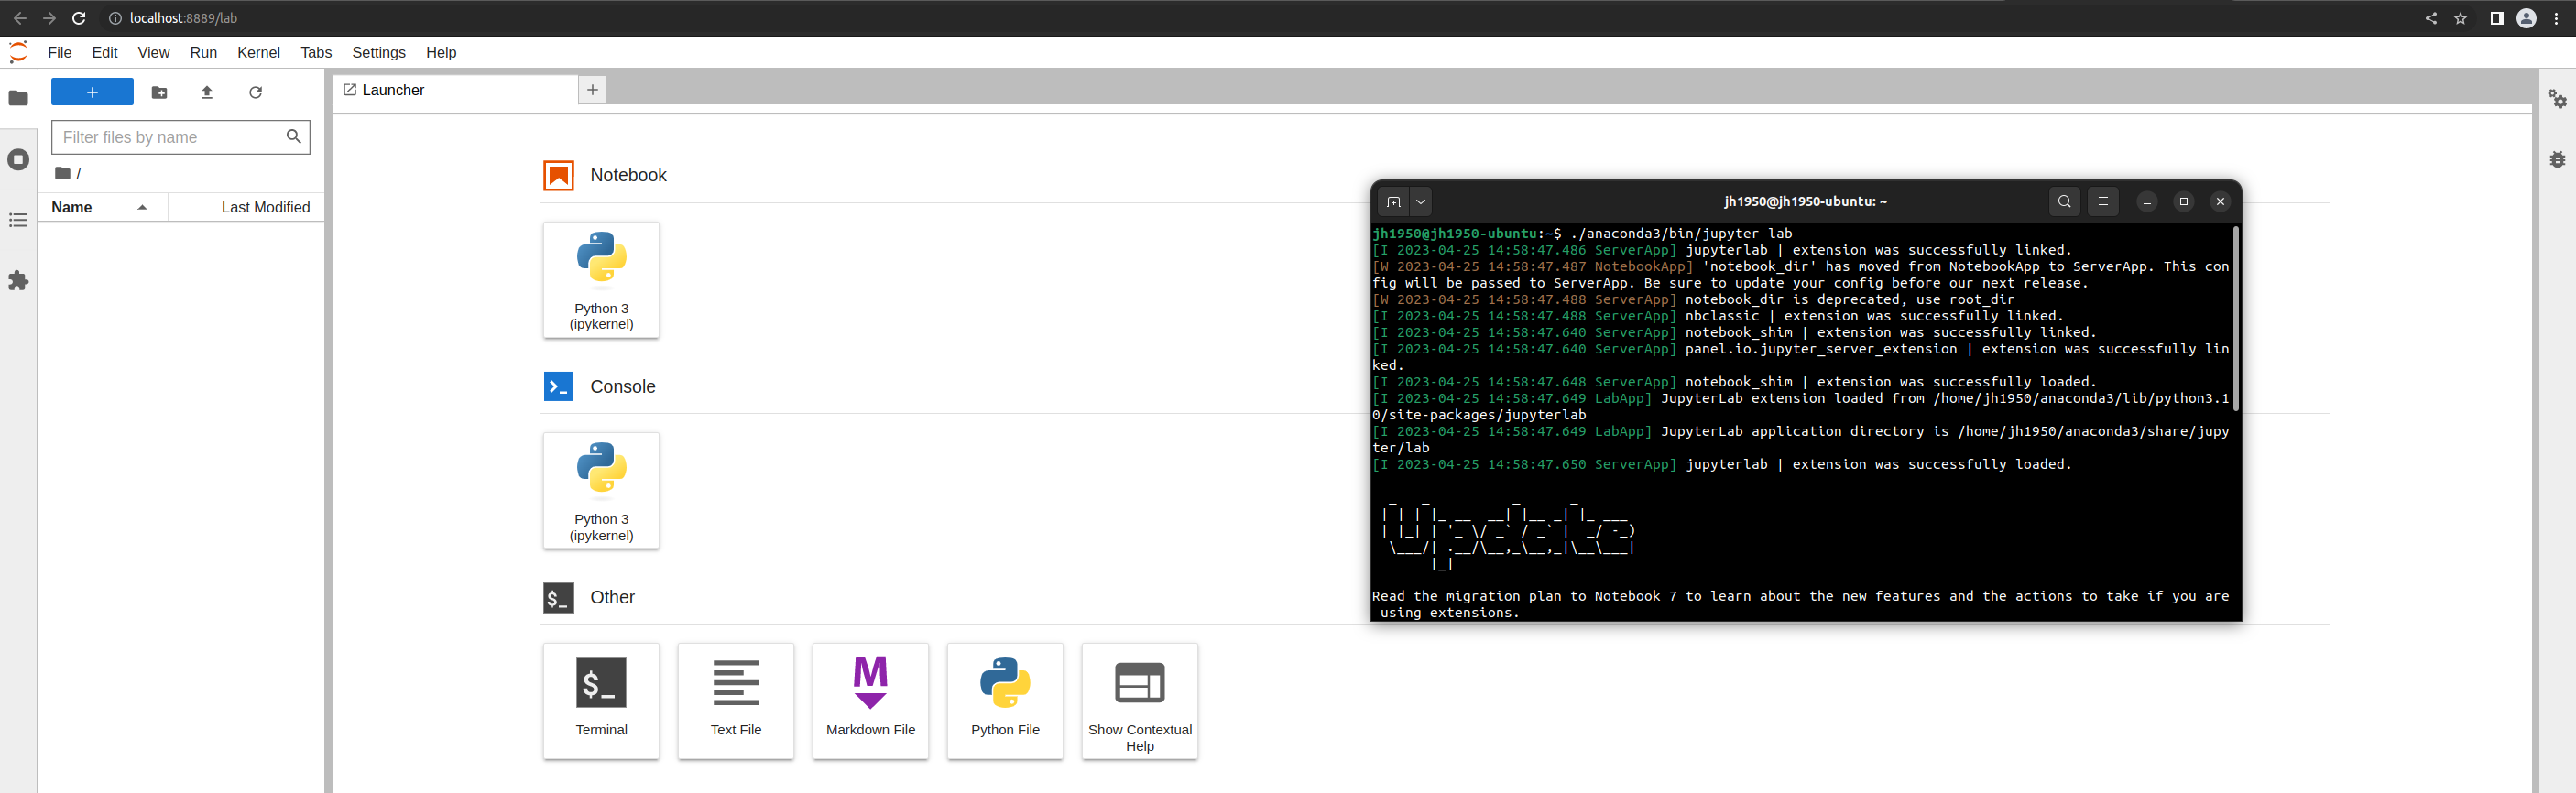 localhost:8889/lab
File Edit View Run Kernel Tabs Settings Help
Launcher
Filter files by name
/
Name Last Modified
Notebook
Python 3
(ipykernel)
Console
Python 3
(ipykernel)
Other
$_ Terminal
Text File
M Markdown File
Python File
Show Contextual
Help
jh1950@jh1950-ubuntu: ~
jh1950@jh1950-ubuntu:~$ ./anaconda3/bin/jupyter lab
[I 2023-04-25 14:58:47.486 ServerApp] jupyterlab | extension was successfully linked.
[W 2023-04-25 14:58:47.487 NotebookApp] 'notebook_dir' has moved from NotebookApp to ServerApp. This con
fig will be passed to ServerApp. Be sure to update your config before our next release.
[W 2023-04-25 14:58:47.488 ServerApp] notebook_dir is deprecated, use root_dir
[I 2023-04-25 14:58:47.488 ServerApp] nbclassic | extension was successfully linked.
[I 2023-04-25 14:58:47.640 ServerApp] notebook_shim | extension was successfully linked.
[I 2023-04-25 14:58:47.640 ServerApp] panel.io.jupyter_server_extension | extension was successfully lin
ked.
[I 2023-04-25 14:58:47.648 ServerApp] notebook_shim | extension was successfully loaded.
[I 2023-04-25 14:58:47.649 LabApp] JupyterLab extension loaded from /home/jh1950/anaconda3/lib/python3.1
0/site-packages/jupyterlab
[I 2023-04-25 14:58:47.649 LabApp] JupyterLab application directory is /home/jh1950/anaconda3/share/jupy
ter/lab
[I 2023-04-25 14:58:47.650 ServerApp] jupyterlab | extension was successfully loaded.
Update
Read the migration plan to Notebook 7 to learn about the new features and the actions to take if you are
using extensions.